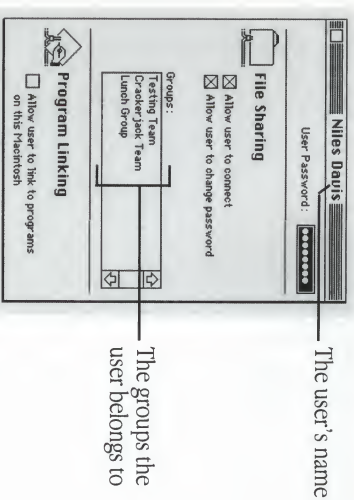 Niles Davis
User Password:
The user's name
File Sharing
Allow user to connect
Allow user to change password
Groups:
Testing Team
Crackerjack Team
Lunch Group
The groups the
user belongs to
Program Linking
Allow user to link to programs
on this Macintosh